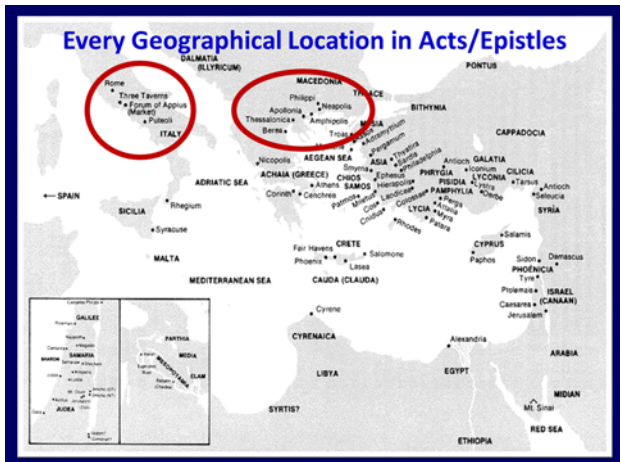 Every Geographical Location in Acts/Epistles
DALMATIA
(ILLYRICUM)
PONTUS
Rome
MACEDONIA
THRACE
Three Taverns
Philippi
Forum of Appius
(Market)
Neapolis
BITHYNIA
Apollonia
Puteoli
Thessalonica
Amphipolis
ITALY
Berea
Troas
MYSIA
Adramyttium
CAPPADOCIA
Pergamum
AEGEAN SEA
Thyatira
Nicopolis
ASIA
Sardis
Smyrna
Philadelphia
Antioch
GALATIA
ADRIATIC SEA
ACHAIA (GREECE)
CHIOS
Ephesus
PHRYGIA
Iconium
CILICIA
Athens
SAMOS
Hierapolis
PISIDIA
LYCONIA
← SPAIN
Corinth
Cenchrea
Patmos
Miletus
Laodicea
PAMPHYLIA
Lystra
Tarsus
Antioch
Cos
Colossae
Perga
Derbe
Seleucia
Rhegium
Cnidus
LYCIA
Attalia
SICILIA
Myra
SYRIA
Syracuse
Rhodes
Patara
Salamis
Fair Havens
CRETE
Salomone
CYPRUS
MALTA
Phoenix
Lasea
Paphos
Sidon
Damascus
PHOENICIA
MEDITERRANEAN SEA
CAUDA (CLAUDA)
Tyre
Ptolemais
ISRAEL
(CANAAN)
Cyrene
Caesarea
Jerusalem
GALILEE
CYRENAICA
Alexandria
PARTHIA
ARABIA
SAMARIA
MEDIA
SHARON
MESOPOTAMIA
EGYPT
LIBYA
ELAM
MIDIAN
JUDEA
SYRTIS?
Mt. Sinai
RED SEA
ETHIOPIA